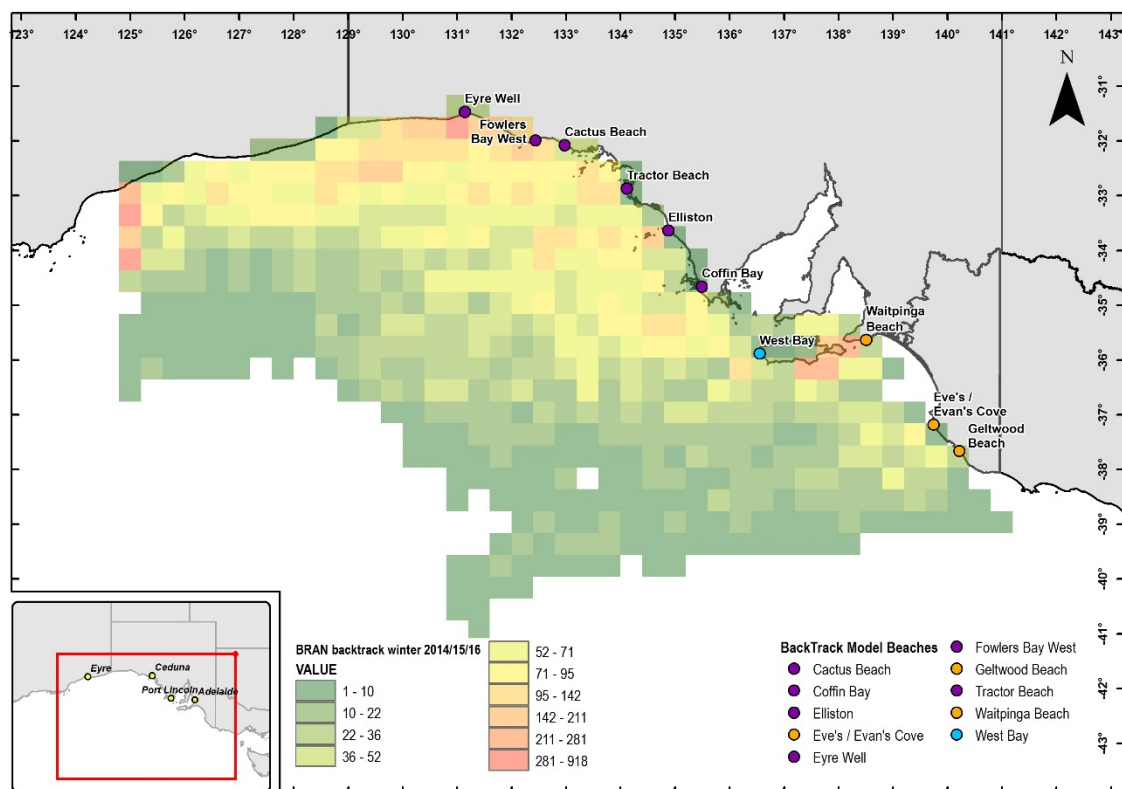 123° 124° 125° 126° 127° 128° 129° 130° 131° 132° 133° 134° 135° 136° 137° 138° 139° 140° 141° 142° 143°
N
-31°
-32°
-33°
-34°
-35°
-36°
-37°
-38°
-39°
-40°
-41°
-42°
-43°
Eyre Well
Fowlers
Bay West
Cactus Beach
Tractor Beach
Elliston
Coffin Bay
Waitpinga
Beach
West Bay
Eve's /
Evan's Cove
Geltwood
Beach
Eyre
Ceduna
Port Lincoln
Adelaide
BRAN backtrack winter 2014/15/16
VALUE
1 - 10
10 - 22
22 - 36
36 - 52
52 - 71
71 - 95
95 - 142
142 - 211
211 - 281
281 - 918
BackTrack Model Beaches
Cactus Beach
Coffin Bay
Elliston
Eve's / Evan's Cove
Eyre Well
Fowlers Bay West
Geltwood Beach
Tractor Beach
Waitpinga Beach
West Bay